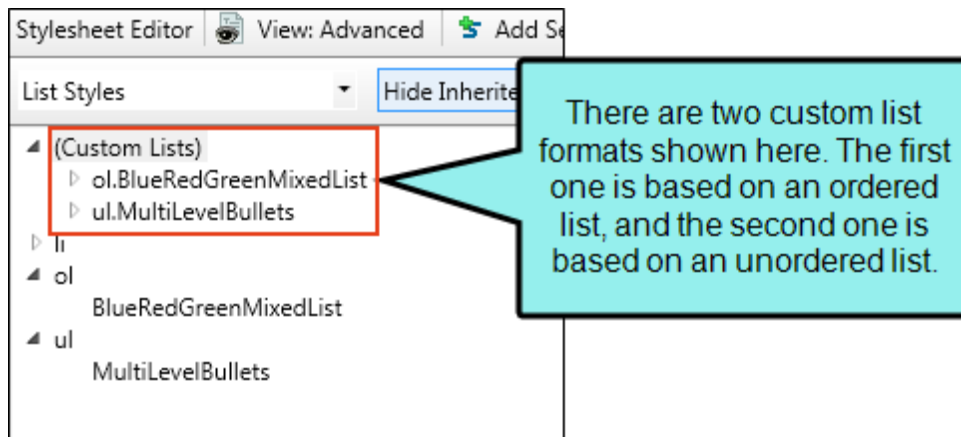 Stylesheet Editor View: Advanced Add Se
List Styles Hide Inherite
(Custom Lists)
ol.BlueRedGreenMixedList
ul.MultiLevelBullets
li
ol
BlueRedGreenMixedList
ul
MultiLevelBullets
There are two custom list
formats shown here. The first
one is based on an ordered
list, and the second one is
based on an unordered list.